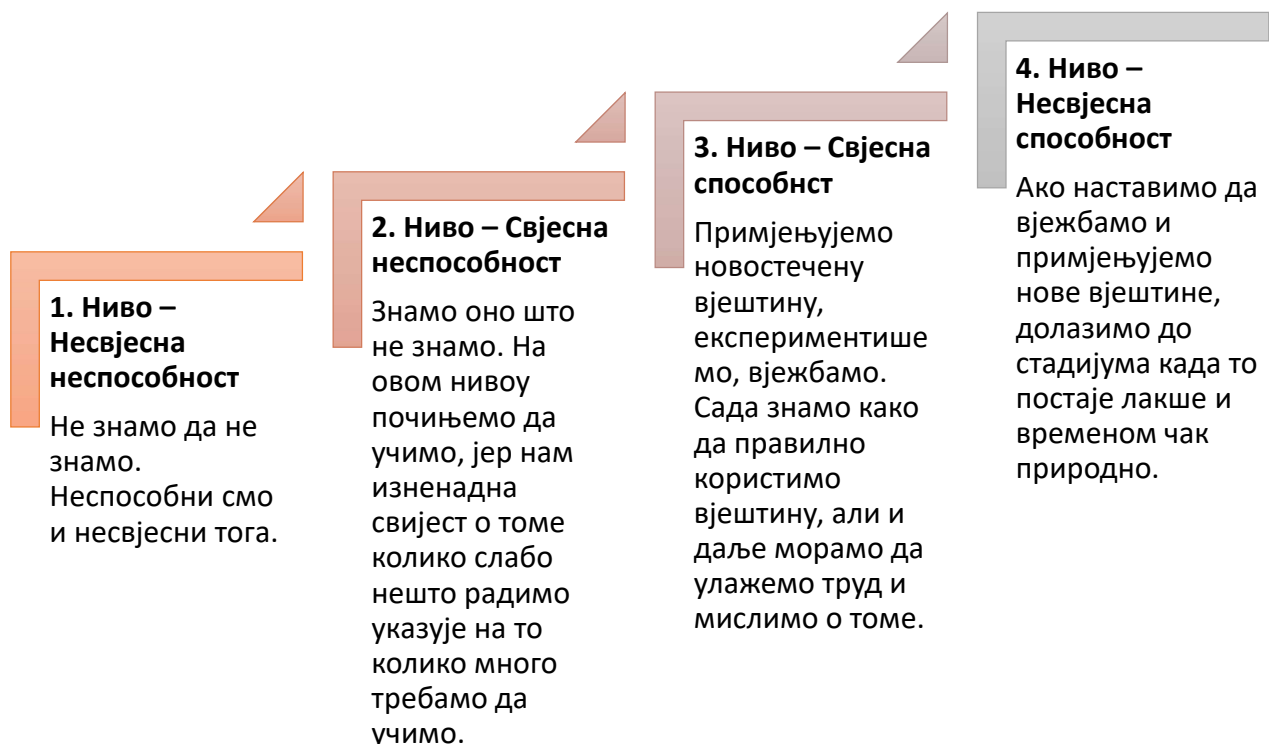 1. Ниво –
Несвјесна
неспособност
Не знамо да не
знамо.
Неспособни смо
и несвјесни тога.
2. Ниво – Свјесна
неспособност
Знамо оно што
не знамо. На
овом нивоу
почињемо да
учимо, јер нам
изненадна
свијест о томе
колико слабо
нешто радимо
указује на то
колико много
требамо да
учимо.
3. Ниво – Свјесна
способнст
Примјењујемо
новостечену
вјештину,
експериментише
мо, вјежбамо.
Сада знамо како
да правилно
користимо
вјештину, али и
даље морамо да
улажемо труд и
мислимо о томе.
4. Ниво –
Несвјесна
способност
Ако наставимо да
вјежбамо и
примјењујемо
нове вјештине,
долазимо до
стадијума када то
постаје лакше и
временом чак
природно.